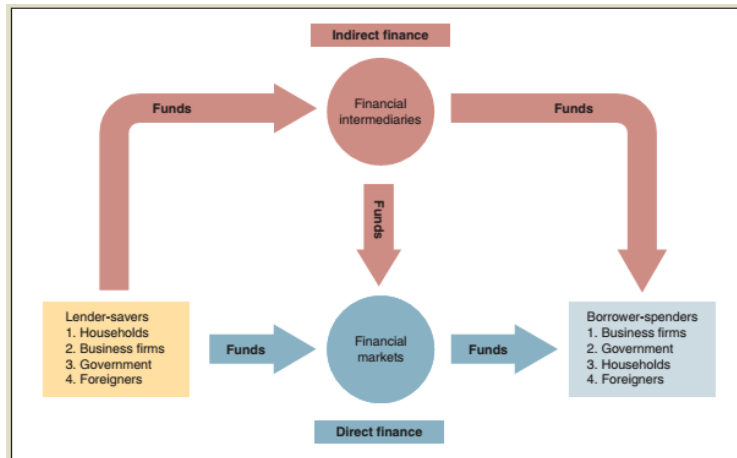 Indirect finance
Funds
Financial
intermediaries
Funds
Funds
Lender-savers
1. Households
2. Business firms
3. Government
4. Foreigners
Funds
Financial
markets
Funds
Borrower-spenders
1. Business firms
2. Government
3. Households
4. Foreigners
Direct finance